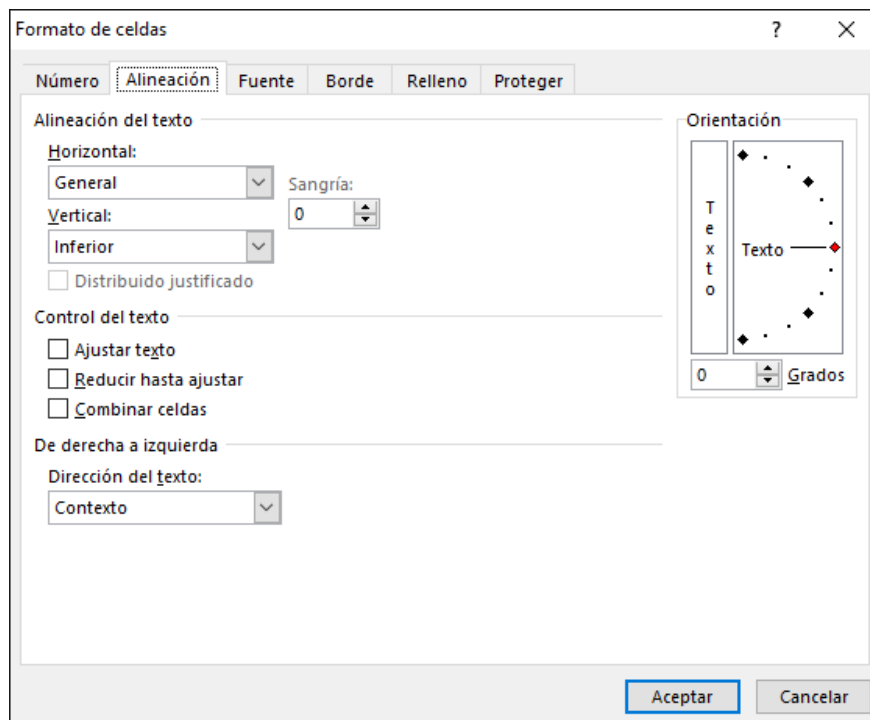 Formato de celdas ?
Número Alineación Fuente Borde Relleno Proteger
Alineación del texto
Horizontal:
General
Sangría:
0
Vertical:
Inferior
Distribuido justificado
Control del texto
Ajustar texto
Reducir hasta ajustar
Combinar celdas
De derecha a izquierda
Dirección del texto:
Contexto
Orientación
Texto
Texto
0 Grados
Aceptar Cancelar